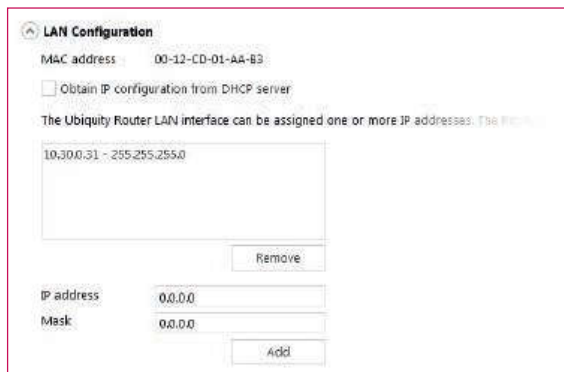 LAN Configuration
MAC address 00-12-CD-01-AA-B3
Obtain IP configuration from DHCP server
The Ubiquity Router LAN interface can be assigned one or more IP addresses. The
10.30.0.31 - 255.255.255.0
Remove
IP address 0.0.0.0
Mask 0.0.0.0
Add